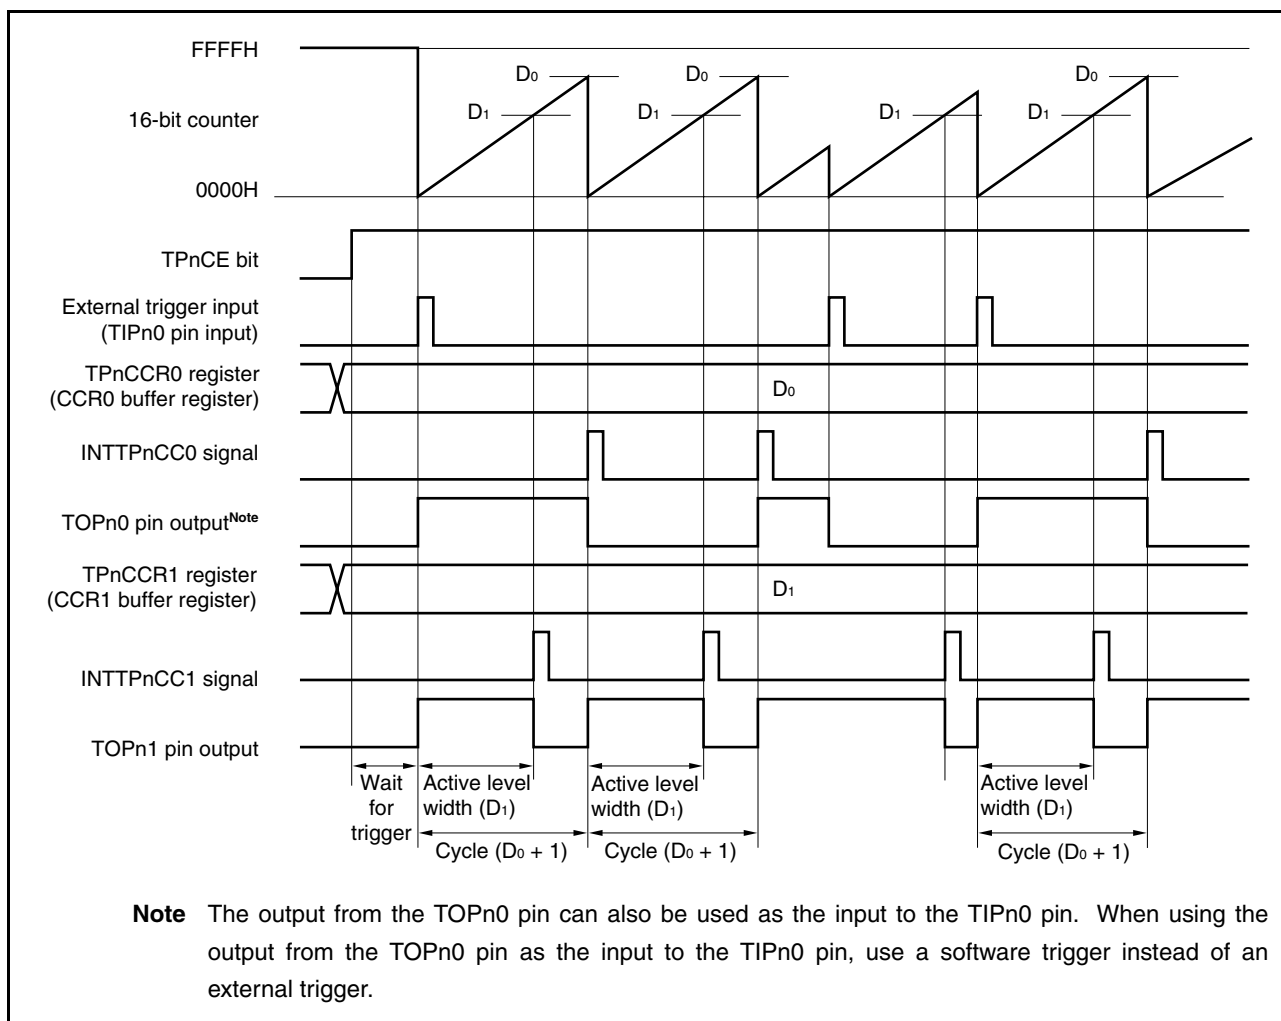 FFFFH
D0 D0 D0
D1 D1 D1 D1
16-bit counter
0000H
TPnCE bit
External trigger input
(TIPn0 pin input)
TPnCCR0 register
(CCR0 buffer register)
D0
INTTPnCC0 signal
TOPn0 pin outputNote
TPnCCR1 register
(CCR1 buffer register)
D1
INTTPnCC1 signal
TOPn1 pin output
Wait
for
trigger
Active level
width (D1)
Active level
width (D1)
Active level
width (D1)
Cycle (D0 + 1)
Cycle (D0 + 1)
Cycle (D0 + 1)
Note The output from the TOPn0 pin can also be used as the input to the TIPn0 pin. When using the
output from the TOPn0 pin as the input to the TIPn0 pin, use a software trigger instead of an
external trigger.